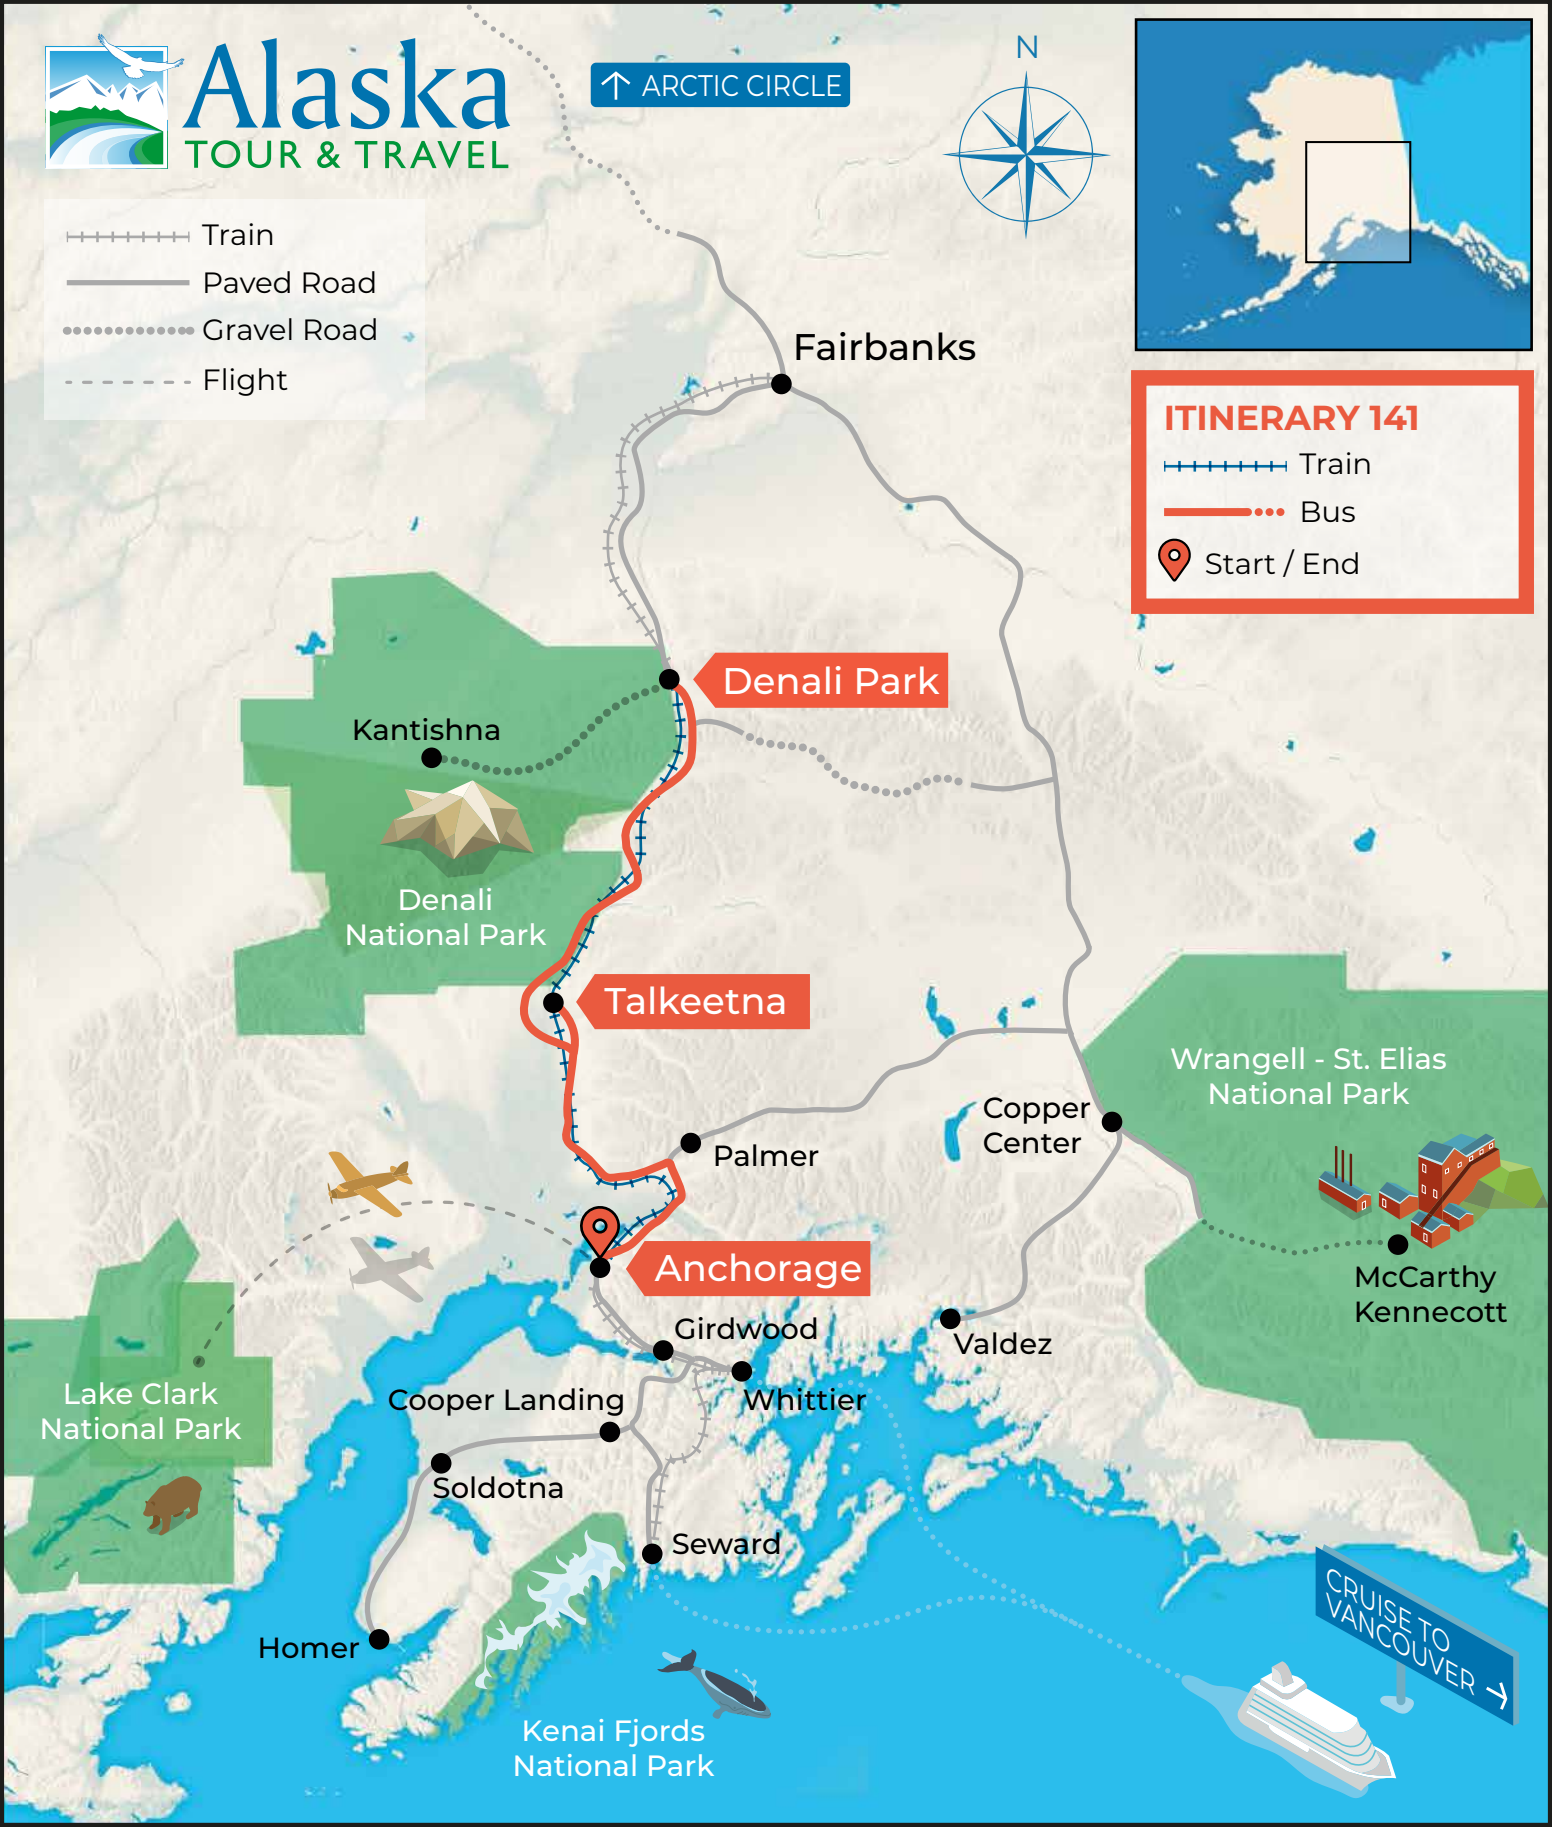 Alaska
TOUR & TRAVEL
↑ ARCTIC CIRCLE
N
Train
Paved Road
Gravel Road
Flight
ITINERARY 141
Train
Bus
Start / End
Fairbanks
Denali Park
Kantishna
Denali
National Park
Talkeetna
Wrangell - St. Elias
National Park
Copper
Center
Palmer
Anchorage
McCarthy
Kennecott
Girdwood
Valdez
Whittier
Cooper Landing
Lake Clark
National Park
Soldotna
Seward
Homer
Kenai Fjords
National Park
CRUISE TO
VANCOUVER →